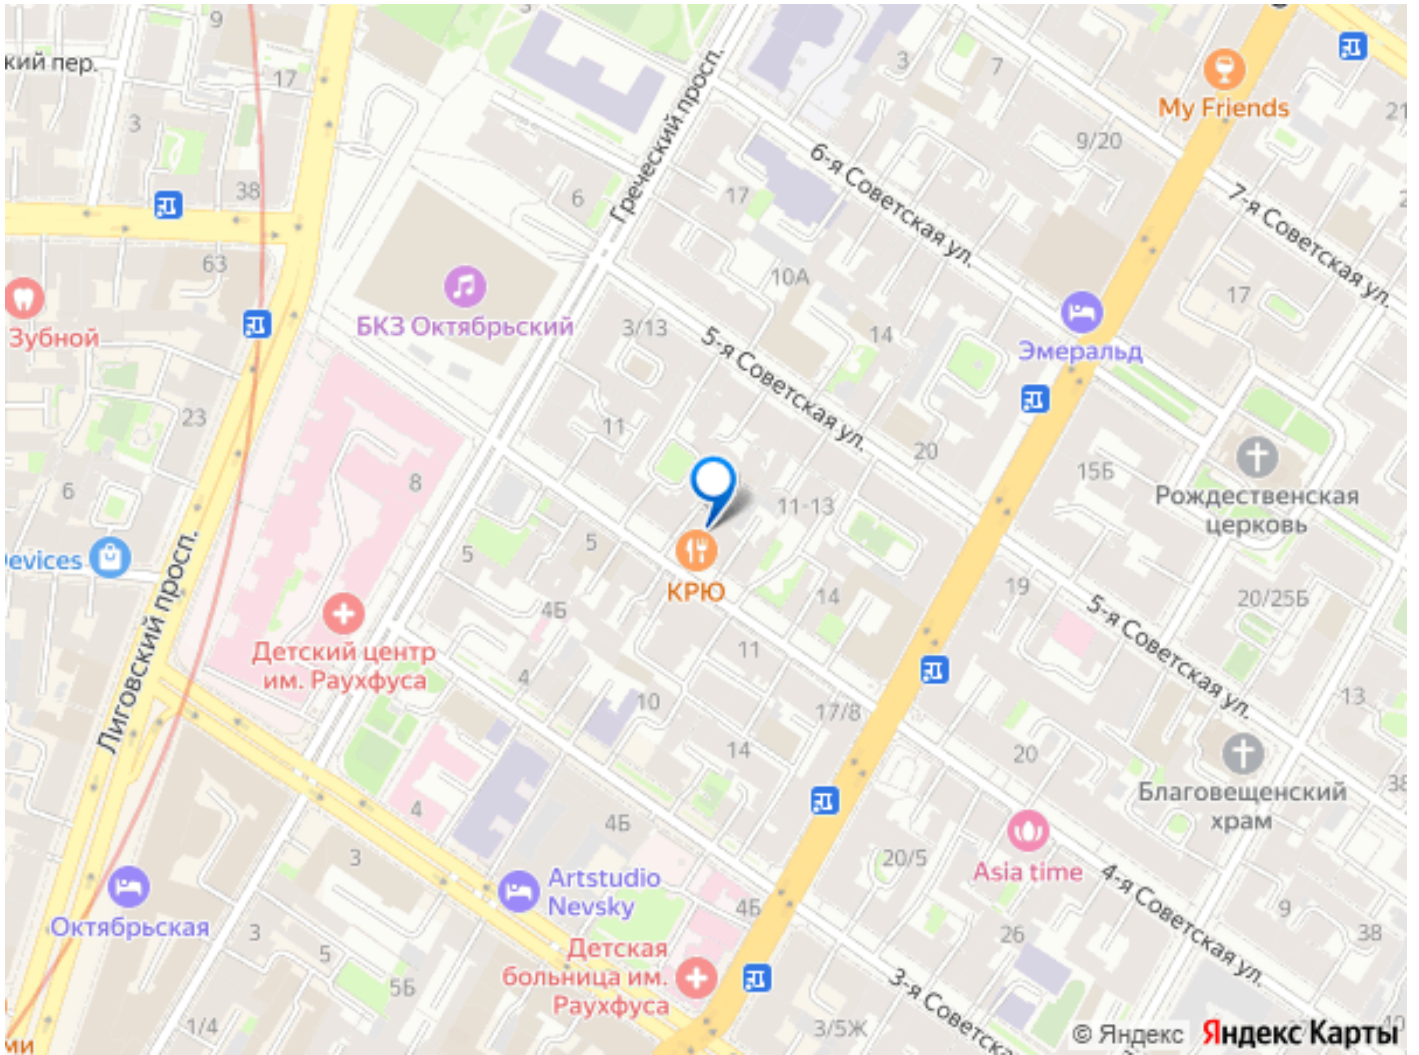 9
кий пер.
17
3
7
My Friends
21
3
9/20
Греческий просп.
6-я Советская ул.
38
17
6
7-я Советская ул.
63
10А
17
Зубной
БКЗ Октябрьский
3/13
14
5-я Советская ул.
Эмеральд
23
11
20
15Б
6
8
11-13
Рождественская
церковь
evices
5
5
КРЮ
19
20/25Б
14
4Б
5-я Советская ул.
Лиговский просп.
Детский центр
им. Раухфуса
11
4
10
17/8
13
14
20
38
Благовещенский
храм
4
4Б
3
20/5
Asia time
4-я Советская ул.
Artstudio
Nevsky
4Б
9
Октябрьская
3
26
38
5
Детская
больница им.
Раухфуса
5Б
3-я Советска
1/4
3/5Ж
ми
© Яндекс
Яндекс Карты